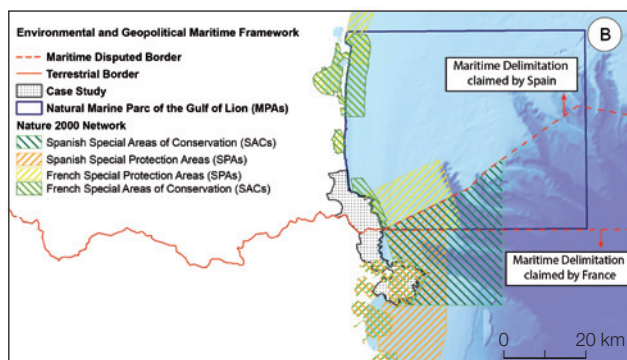 Environmental and Geopolitical Maritime Framework
Maritime Disputed Border
Terrestrial Border
Case Study
Natural Marine Parc of the Gulf of Lion (MPAs)
Nature 2000 Network
Spanish Special Areas of Conservation (SACs)
Spanish Special Protection Areas (SPAs)
French Special Protection Areas (SPAs)
French Special Areas of Conservation (SACs)
B
Maritime Delimitation
claimed by Spain
Maritime Delimitation
claimed by France
0 20 km